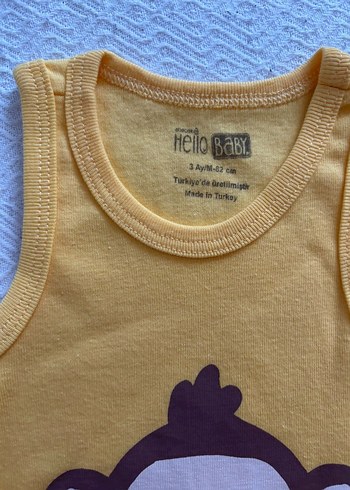 Hello BABY
3 Ay/M-62 cm
Türkiye'de üretilmiştir
Made in Turkey